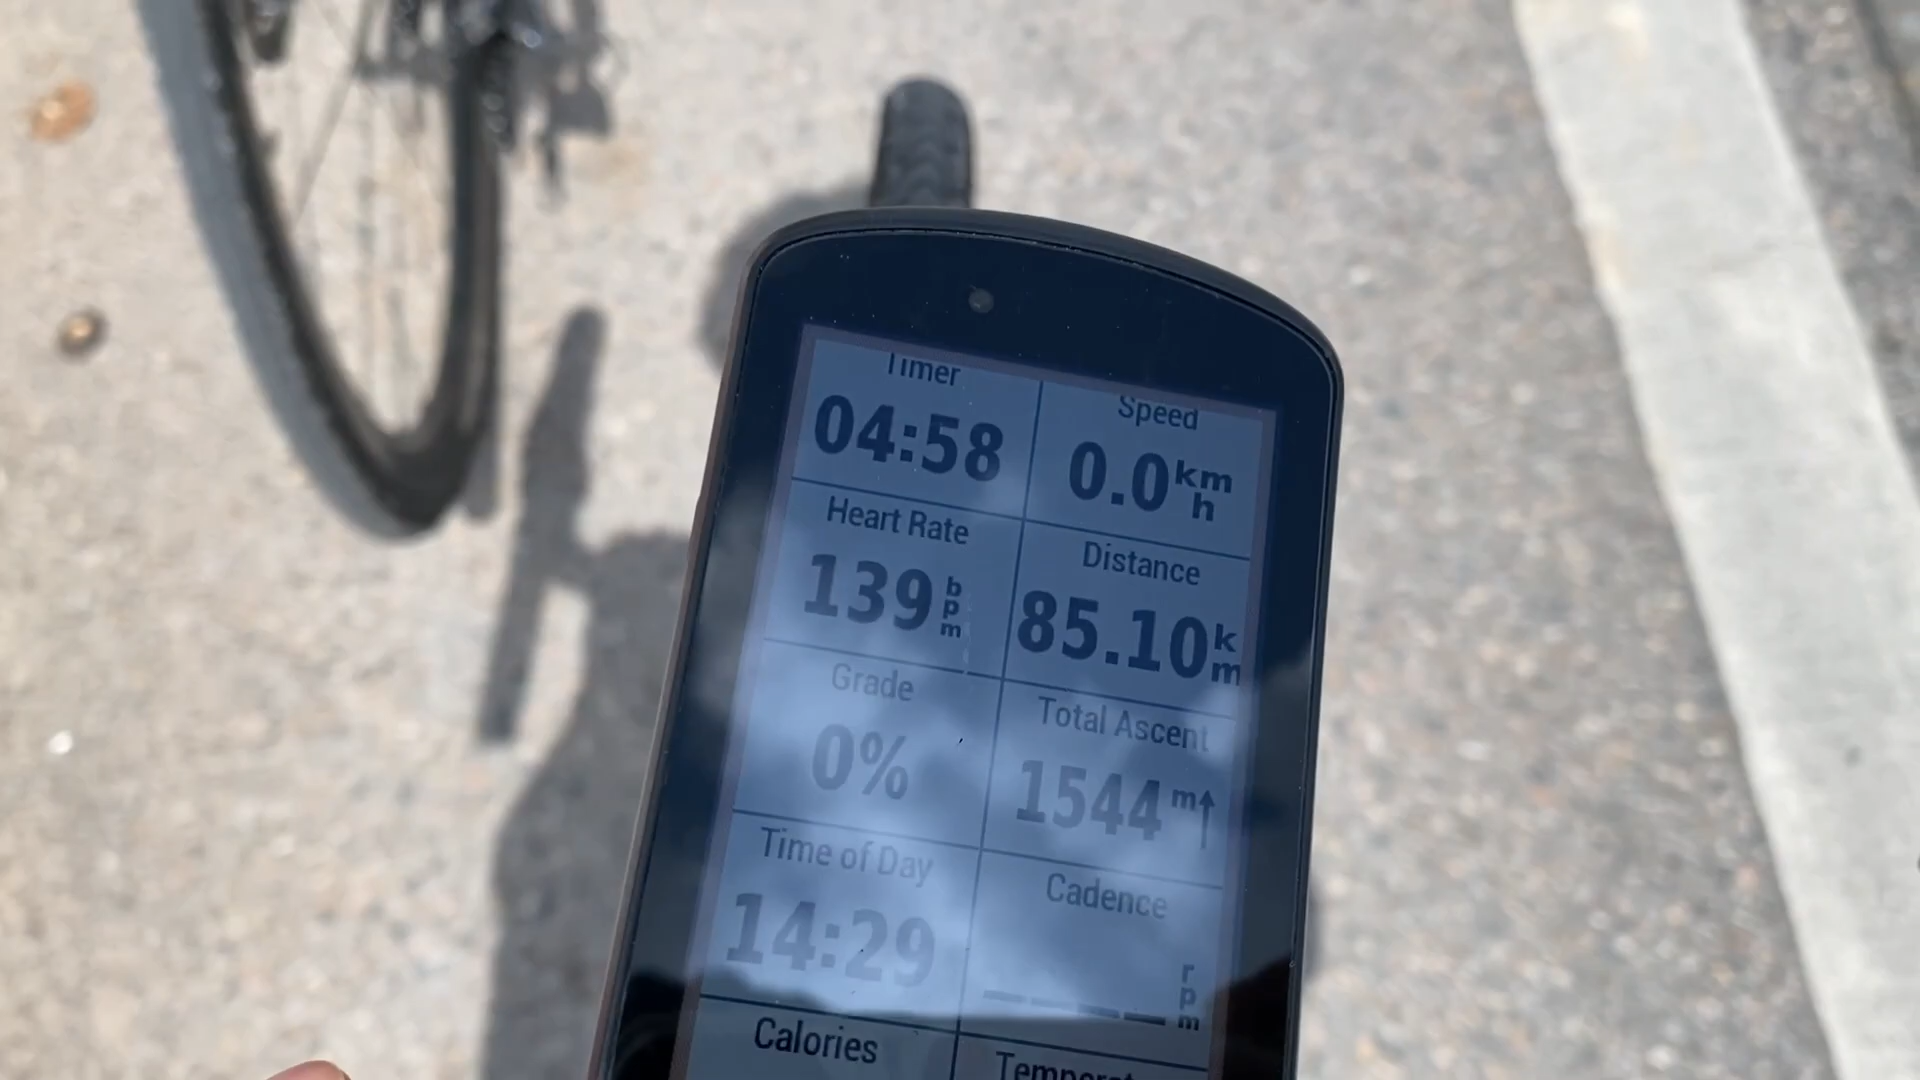 Timer
04:58
Speed
0.0 km
h
Heart Rate
139 bpm
Distance
85.10 km
Grade
0%
Total Ascent
1544 m↑
Time of Day
14:29
Cadence
____ rpm
Calories